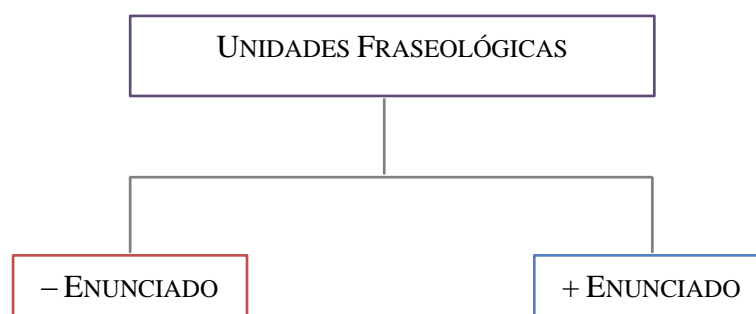 UNIDADES FRASEOLÓGICAS
– ENUNCIADO
+ ENUNCIADO